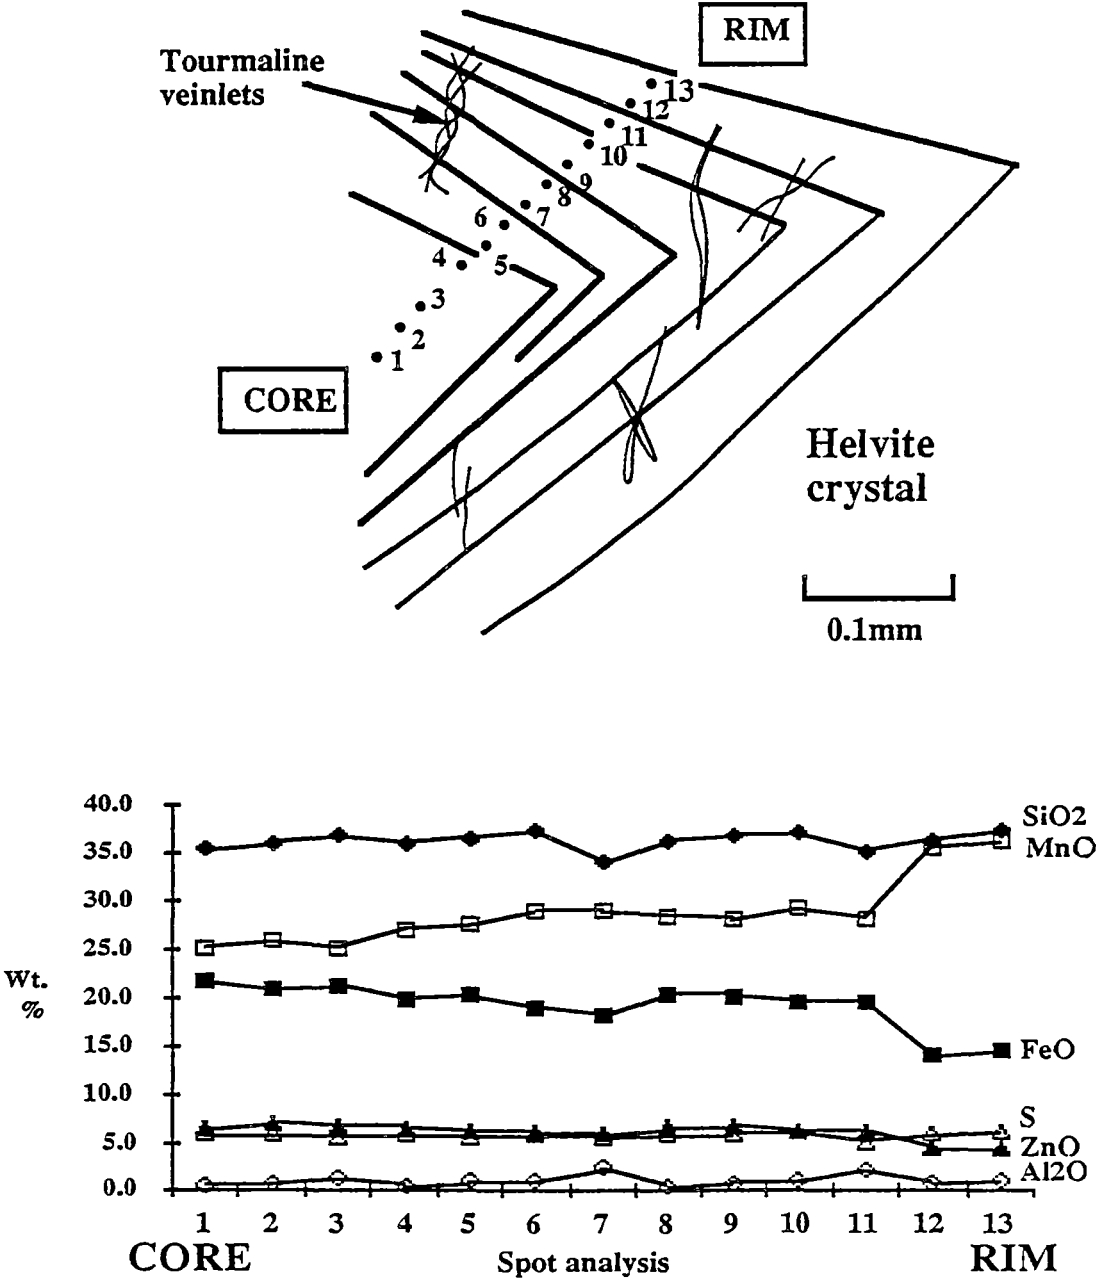 RIM
Tourmaline
veinlets
13
12
11
10
9
8
7
6
5
4
3
2
1
CORE
Helvite
crystal
0.1mm
40.0
35.0
30.0
25.0
20.0
15.0
10.0
5.0
0.0
Wt.
%
SiO2
MnO
FeO
S
ZnO
Al2O
1 2 3 4 5 6 7 8 9 10 11 12 13
CORE Spot analysis RIM